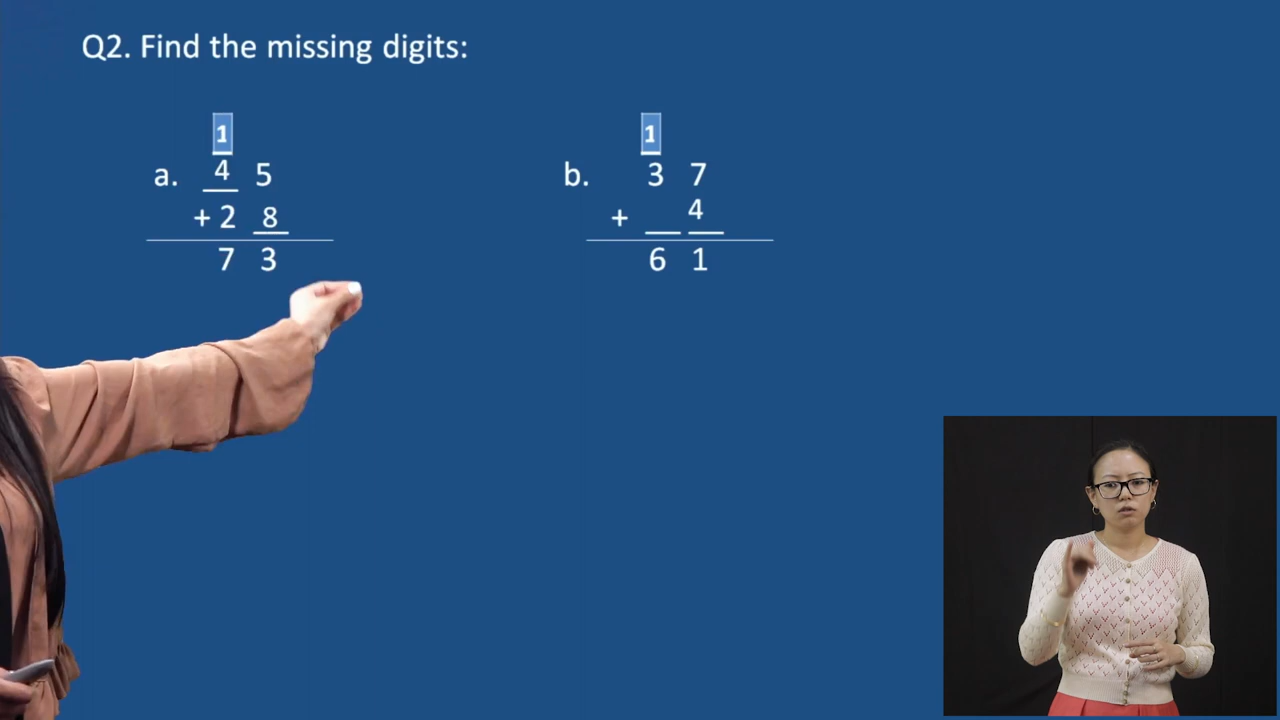 Q2. Find the missing digits:
1
a. 4 5
+ 2 8
7 3
1
b. 3 7
+ _ 4
6 1